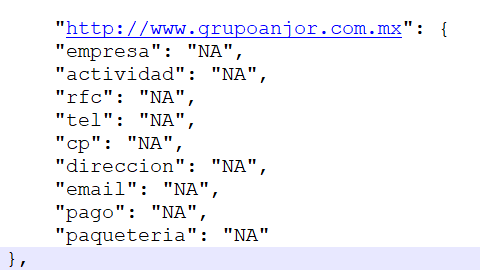 "http://www.grupoanjor.com.mx": {
"empresa": "NA",
"actividad": "NA",
"rfc": "NA",
"tel": "NA",
"cp": "NA",
"direccion": "NA",
"email": "NA",
"pago": "NA",
"paqueteria": "NA"
},